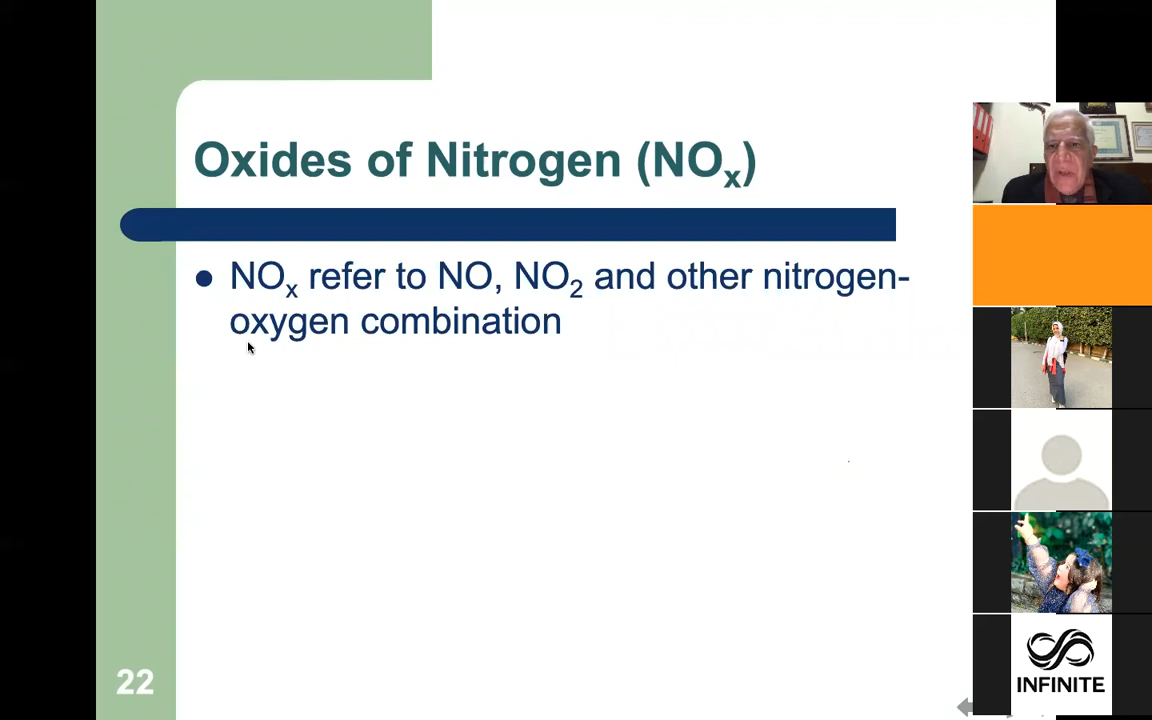 Oxides of Nitrogen (NOₓ)
● NOₓ refer to NO, NO₂ and other nitrogen-
oxygen combination
22
INFINITE